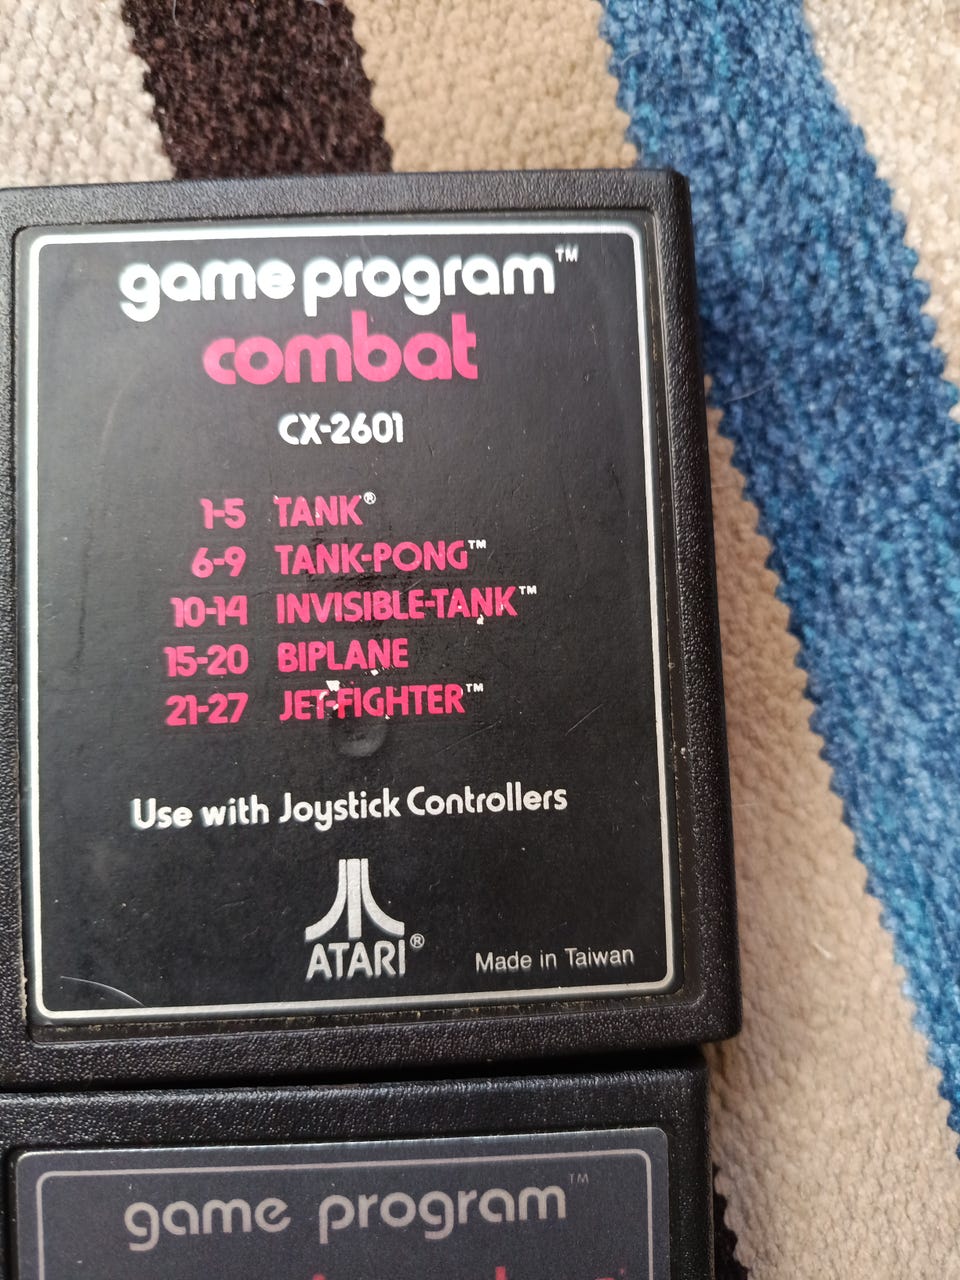 game program™
combat
CX-2601
1-5 TANK®
6-9 TANK-PONG™
10-14 INVISIBLE-TANK™
15-20 BIPLANE
21-27 JET-FIGHTER™
Use with Joystick Controllers
ATARI®
Made in Taiwan
game program™